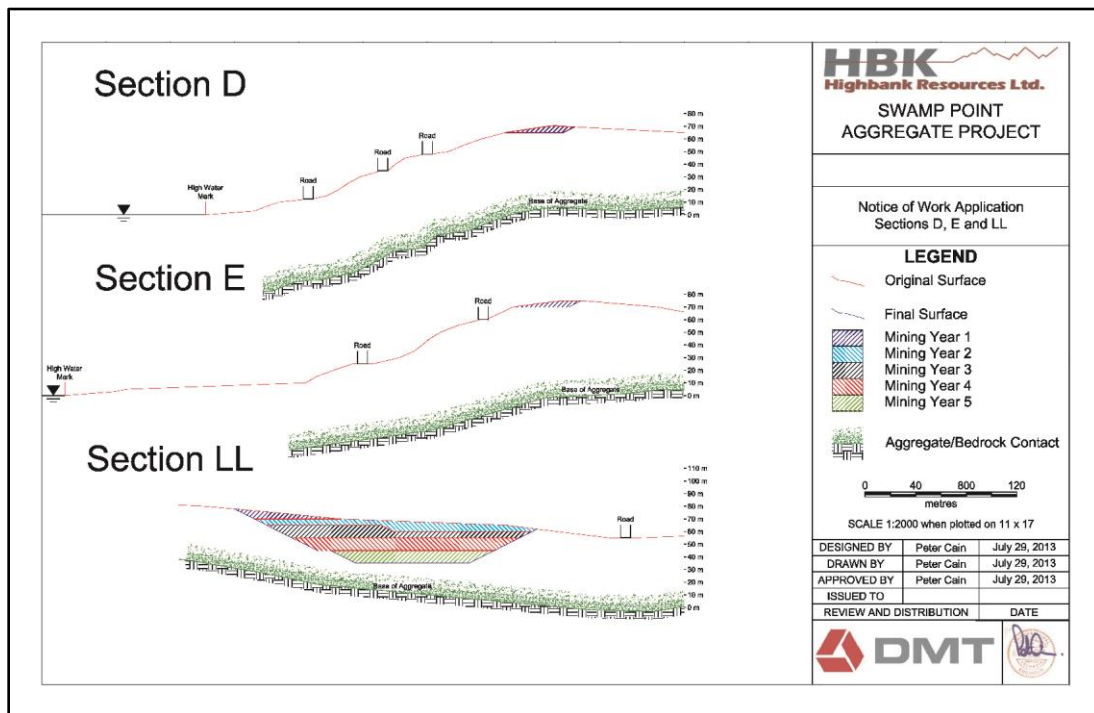 Section D
Road
Road
Road
High Water
Mark
80 m
70 m
60 m
50 m
40 m
30 m
20 m
10 m
0 m
Base of Aggregate
Section E
Road
Road
High Water
Mark
80 m
70 m
60 m
50 m
40 m
30 m
20 m
10 m
0 m
Base of Aggregate
Section LL
110 m
100 m
90 m
80 m
70 m
60 m
50 m
40 m
30 m
20 m
10 m
0 m
Road
Base of Aggregate
HBK
Highbank Resources Ltd.
SWAMP POINT
AGGREGATE PROJECT
Notice of Work Application
Sections D, E and LL
LEGEND
Original Surface
Final Surface
Mining Year 1
Mining Year 2
Mining Year 3
Mining Year 4
Mining Year 5
Aggregate/Bedrock Contact
0 40 800 120
metres
SCALE 1:2000 when plotted on 11 x 17
DESIGNED BY Peter Cain July 29, 2013
DRAWN BY Peter Cain July 29, 2013
APPROVED BY Peter Cain July 29, 2013
ISSUED TO
REVIEW AND DISTRIBUTION DATE
DMT